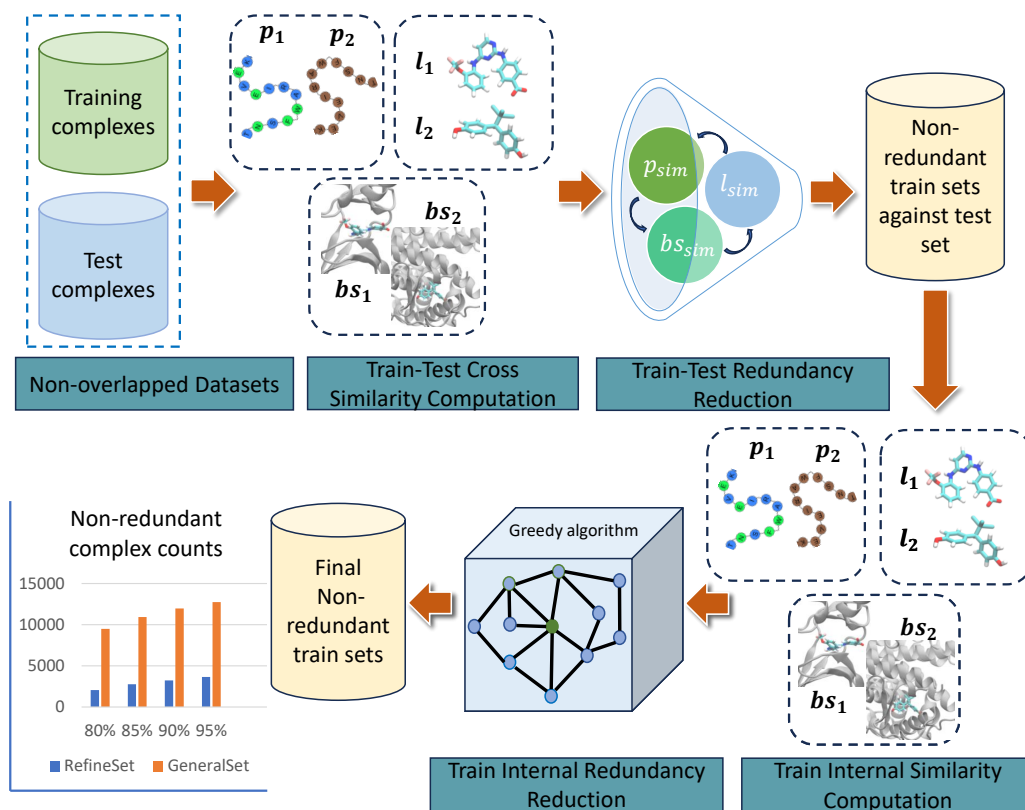 Training
complexes
Test
complexes
Non-overlapped Datasets
p1 p2
l1
l2
bs2
bs1
Train-Test Cross
Similarity Computation
psim
lsim
bssim
Train-Test Redundancy
Reduction
Non-
redundant
train sets
against test
set
p1 p2
l1
l2
bs2
bs1
Train Internal Similarity
Computation
Greedy algorithm
Train Internal Redundancy
Reduction
Final
Non-
redundant
train sets
Non-redundant
complex counts
15000
10000
5000
0
80% 85% 90% 95%
RefineSet GeneralSet